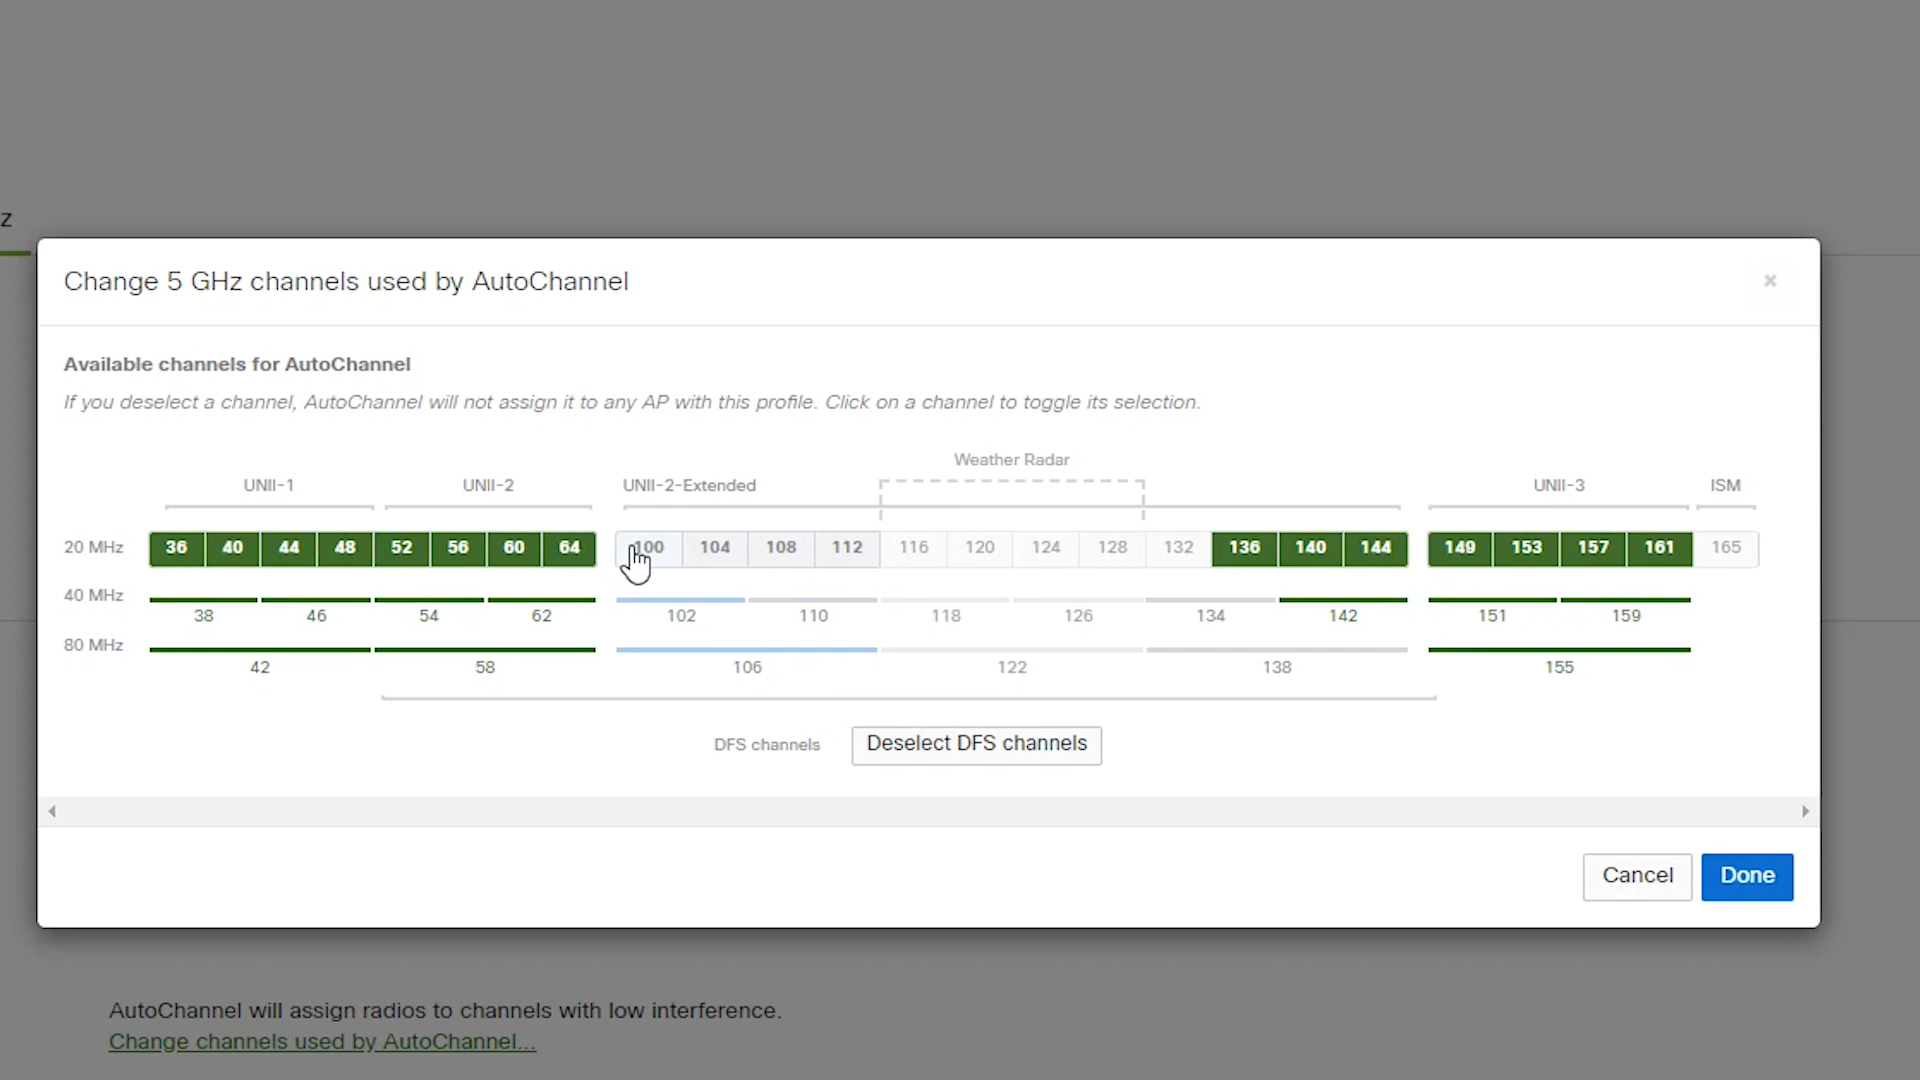 z
Change 5 GHz channels used by AutoChannel
×
Available channels for AutoChannel
If you deselect a channel, AutoChannel will not assign it to any AP with this profile. Click on a channel to toggle its selection.
Weather Radar
UNII-1 UNII-2 UNII-2-Extended UNII-3 ISM
20 MHz 36 40 44 48 52 56 60 64 100 104 108 112 116 120 124 128 132 136 140 144 149 153 157 161 165
40 MHz
38 46 54 62 102 110 118 126 134 142 151 159
80 MHz
42 58 106 122 138 155
DFS channels Deselect DFS channels
Cancel Done
AutoChannel will assign radios to channels with low interference.
Change channels used by AutoChannel...